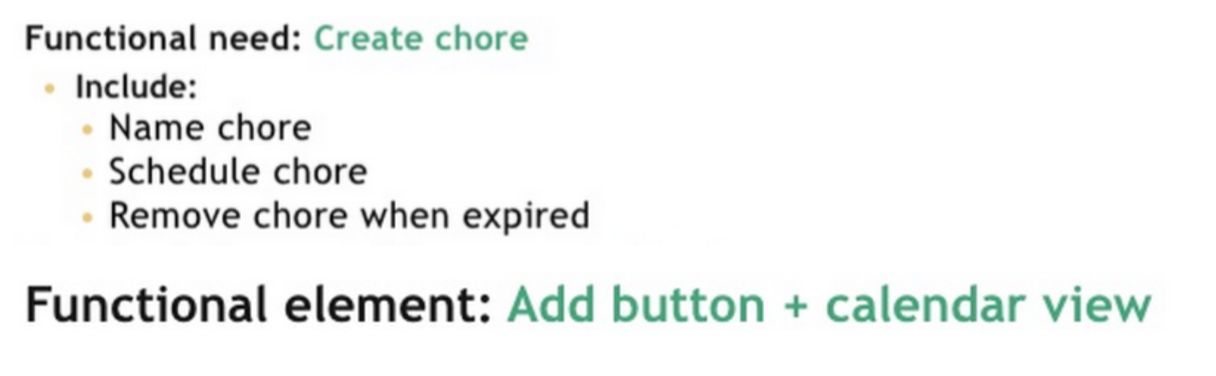 Functional need: Create chore
• Include:
• Name chore
• Schedule chore
• Remove chore when expired
Functional element: Add button + calendar view